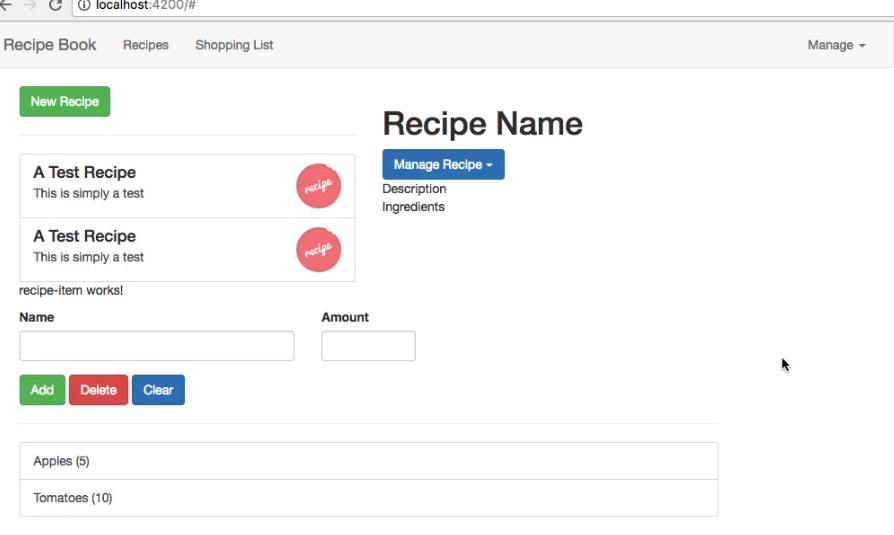 localhost:4200/#
Recipe Book Recipes Shopping List Manage
New Recipe
Recipe Name
Manage Recipe
Description
Ingredients
A Test Recipe
This is simply a test
recipe
A Test Recipe
This is simply a test
recipe
recipe-item works!
Name Amount
Add Delete Clear
Apples (5)
Tomatoes (10)